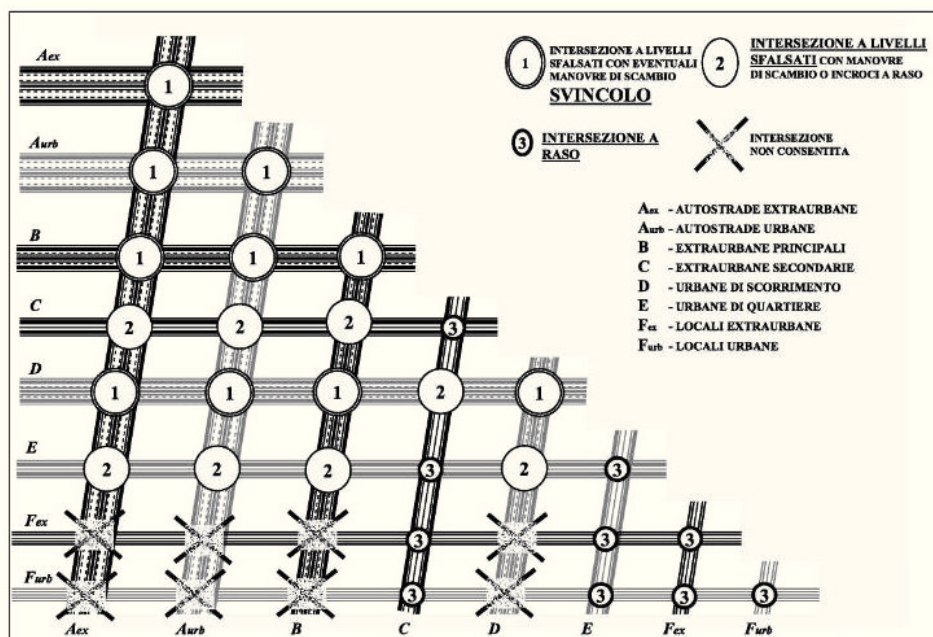 Aex
1
INTERSEZIONE A LIVELLI
SFALSATI CON EVENTUALI
MANOVRE DI SCAMBIO
SVINCOLO
2
INTERSEZIONE A LIVELLI
SFALSATI CON MANOVRE
DI SCAMBIO O INCROCI A RASO
1
Aurb
1 1
3
INTERSEZIONE A
RASO
INTERSEZIONE
NON CONSENTITA
B
1 1 1
Aex - AUTOSTRADE EXTRAURBANE
Aurb - AUTOSTRADE URBANE
B - EXTRAURBANE PRINCIPALI
C - EXTRAURBANE SECONDARIE
D - URBANE DI SCORRIMENTO
E - URBANE DI QUARTIERE
Fex - LOCALI EXTRAURBANE
Furb - LOCALI URBANE
C
2 2 2 3
D
1 1 1 2 1
E
2 2 2 3 2 3
Fex
3 3 3
Furb
3 3 3 3
Aex Aurb B C D E Fex Furb